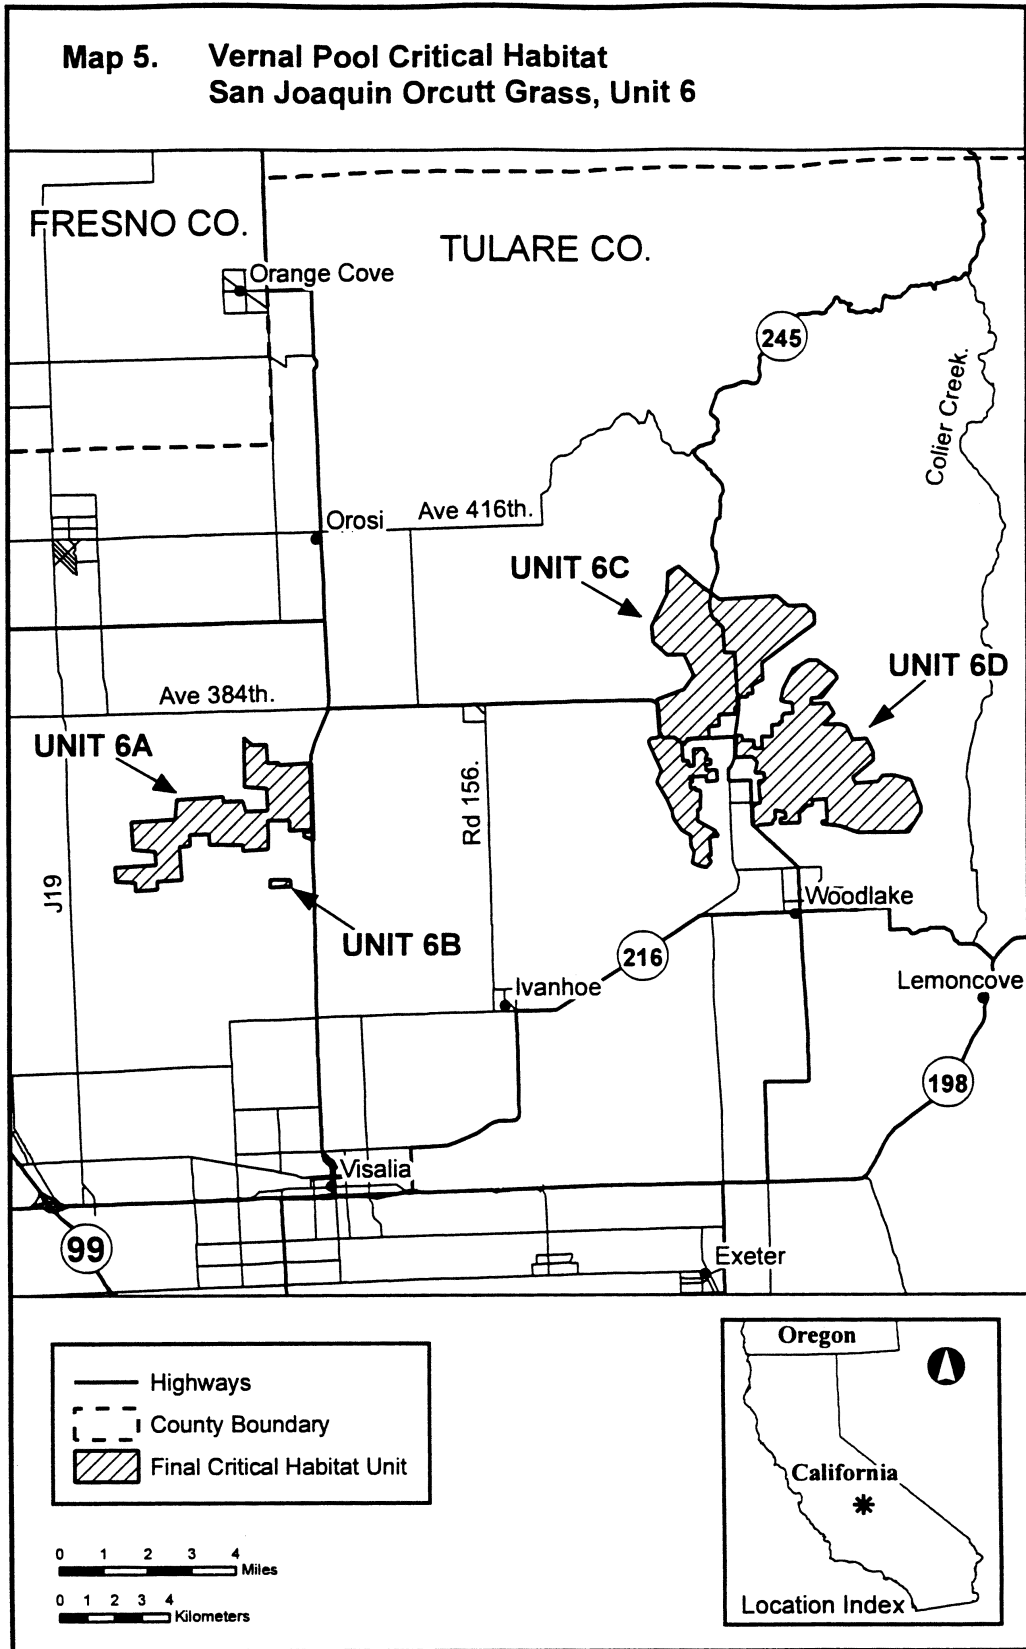 Map 5. Vernal Pool Critical Habitat
San Joaquin Orcutt Grass, Unit 6
FRESNO CO.
TULARE CO.
Orange Cove
245
Colier Creek.
Orosi
Ave 416th.
UNIT 6C
UNIT 6D
Ave 384th.
UNIT 6A
Rd 156.
J19
Woodlake
UNIT 6B
216
Ivanhoe
Lemoncove
198
Visalia
99
Exeter
Highways
County Boundary
Final Critical Habitat Unit
0 1 2 3 4
Miles
0 1 2 3 4
Kilometers
Oregon
California
Location Index